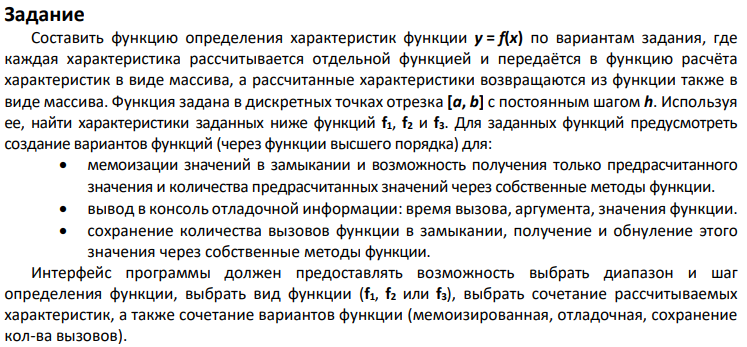 Задание
Составить функцию определения характеристик функции y = f(x) по вариантам задания, где
каждая характеристика рассчитывается отдельной функцией и передаётся в функцию расчёта
характеристик в виде массива, а рассчитанные характеристики возвращаются из функции также в
виде массива. Функция задана в дискретных точках отрезка [a, b] с постоянным шагом h. Используя
ее, найти характеристики заданных ниже функций f₁, f₂ и f₃. Для заданных функций предусмотреть
создание вариантов функций (через функции высшего порядка) для:
• мемоизации значений в замыкании и возможность получения только предрасчитанного
значения и количества предрасчитанных значений через собственные методы функции.
• вывод в консоль отладочной информации: время вызова, аргумента, значения функции.
• сохранение количества вызовов функции в замыкании, получение и обнуление этого
значения через собственные методы функции.
Интерфейс программы должен предоставлять возможность выбрать диапазон и шаг
определения функции, выбрать вид функции (f₁, f₂ или f₃), выбрать сочетание рассчитываемых
характеристик, а также сочетание вариантов функции (мемоизированная, отладочная, сохранение
кол-ва вызовов).